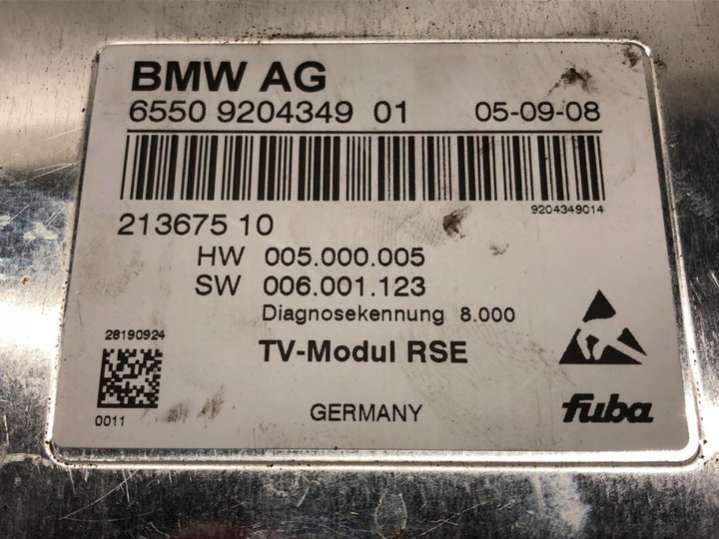 BMW AG
6550 9204349 01 05-09-08
9204349014
213675 10
HW 005.000.005
SW 006.001.123
Diagnosekennung 8.000
28190924
TV-Modul RSE
0011
GERMANY
fuba